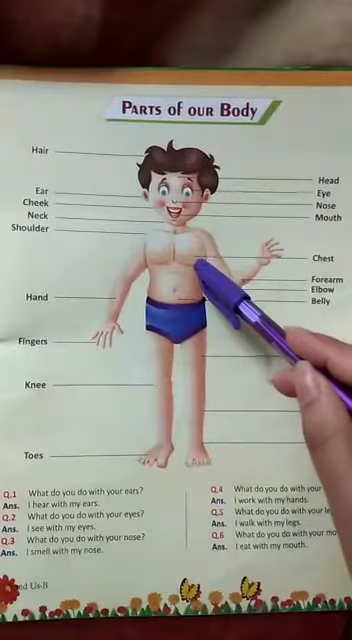 PARTS OF OUR BODY
Hair
Head
Ear
Eye
Cheek
Nose
Neck
Mouth
Shoulder
Chest
Forearm
Elbow
Hand
Belly
Fingers
Knee
Toes
Q.1 What do you do with your ears?
Ans. I hear with my ears.
Q.2 What do you do with your eyes?
Ans. I see with my eyes.
Q.3 What do you do with your nose?
Ans. I smell with my nose.
Q.4 What do you do with your
Ans. I work with my hands.
Q.5 What do you do with your
Ans. I walk with my legs.
Q.6 What do you do with your
Ans. I eat with my mouth.
Us-B